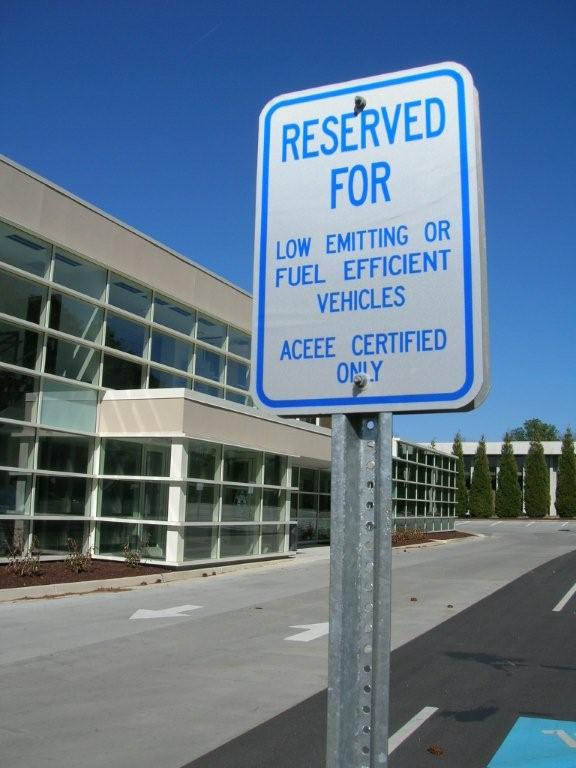 RESERVED
FOR
LOW EMITTING OR
FUEL EFFICIENT
VEHICLES
ACEEE CERTIFIED
ONLY